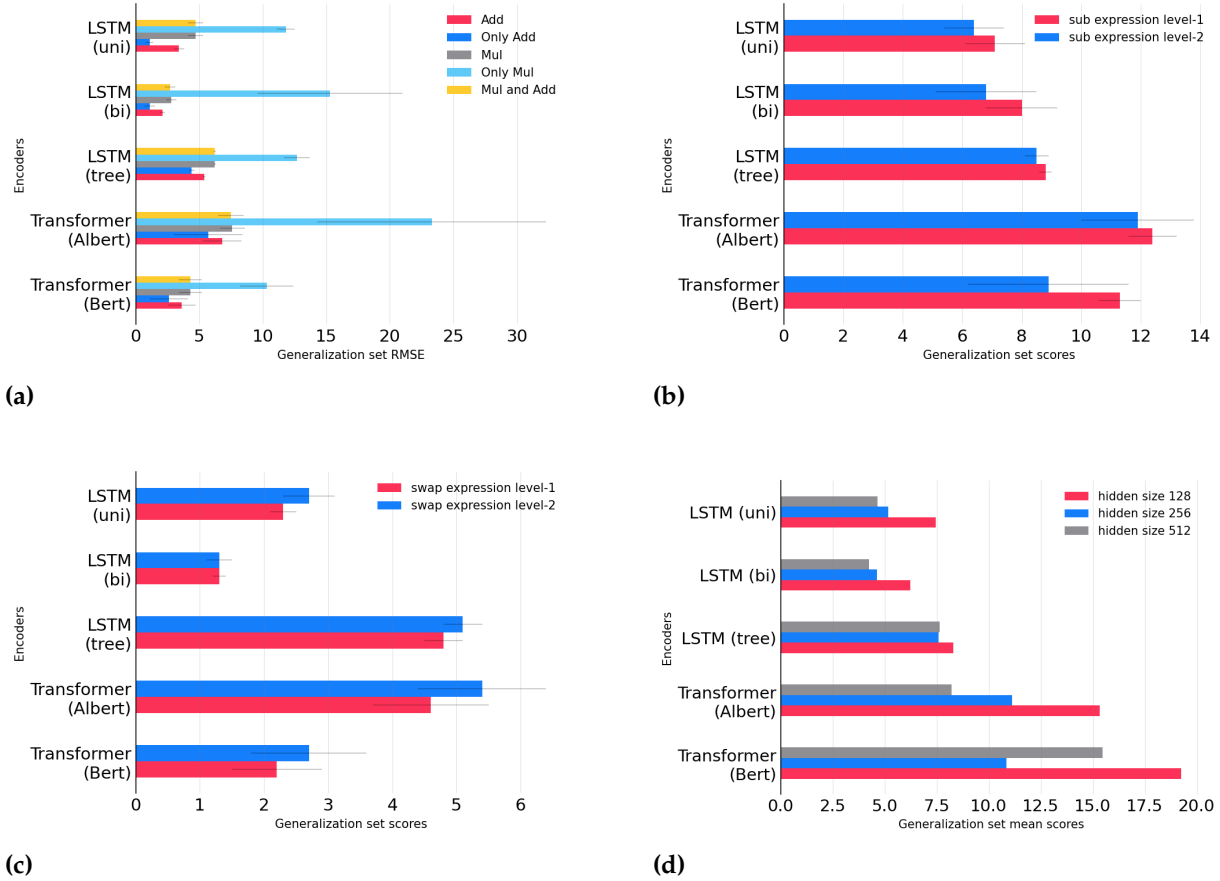 LSTM
(uni)
LSTM
(bi)
LSTM
(tree)
Transformer
(Albert)
Transformer
(Bert)
Encoders
0 5 10 15 20 25 30
Generalization set RMSE
Add
Only Add
Mul
Only Mul
Mul and Add
(a)
LSTM
(uni)
LSTM
(bi)
LSTM
(tree)
Transformer
(Albert)
Transformer
(Bert)
Encoders
0 2 4 6 8 10 12 14
Generalization set scores
sub expression level-1
sub expression level-2
(b)
LSTM
(uni)
LSTM
(bi)
LSTM
(tree)
Transformer
(Albert)
Transformer
(Bert)
Encoders
0 1 2 3 4 5 6
Generalization set scores
swap expression level-1
swap expression level-2
(c)
LSTM (uni)
LSTM (bi)
LSTM (tree)
Transformer
(Albert)
Transformer
(Bert)
Encoders
0.0 2.5 5.0 7.5 10.0 12.5 15.0 17.5 20.0
Generalization set mean scores
hidden size 128
hidden size 256
hidden size 512
(d)